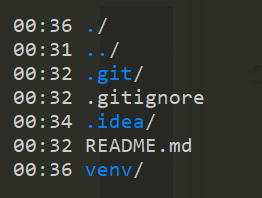 00:36 ./
00:31 ../
00:32 .git/
00:32 .gitignore
00:34 .idea/
00:32 README.md
00:36 venv/